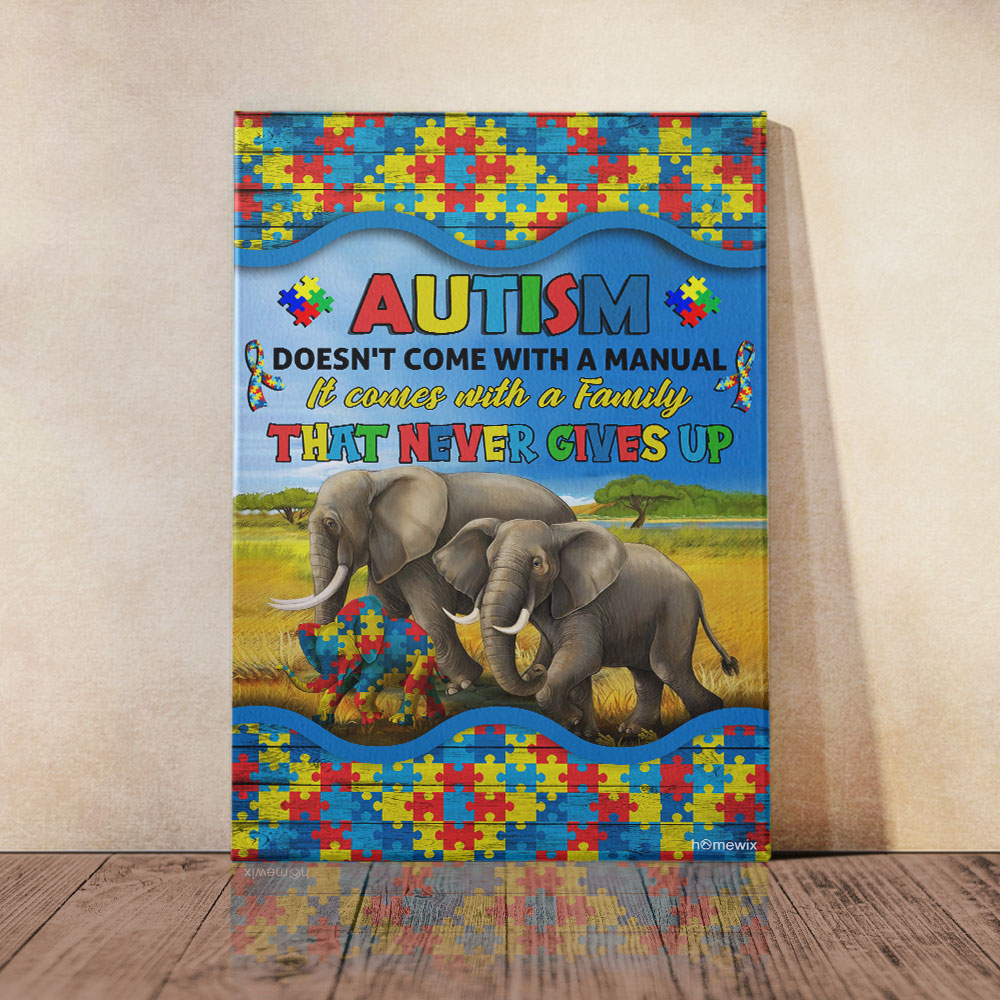 AUTISM
DOESN'T COME WITH A MANUAL
It comes with a Family
THAT NEVER GIVES UP
homewix